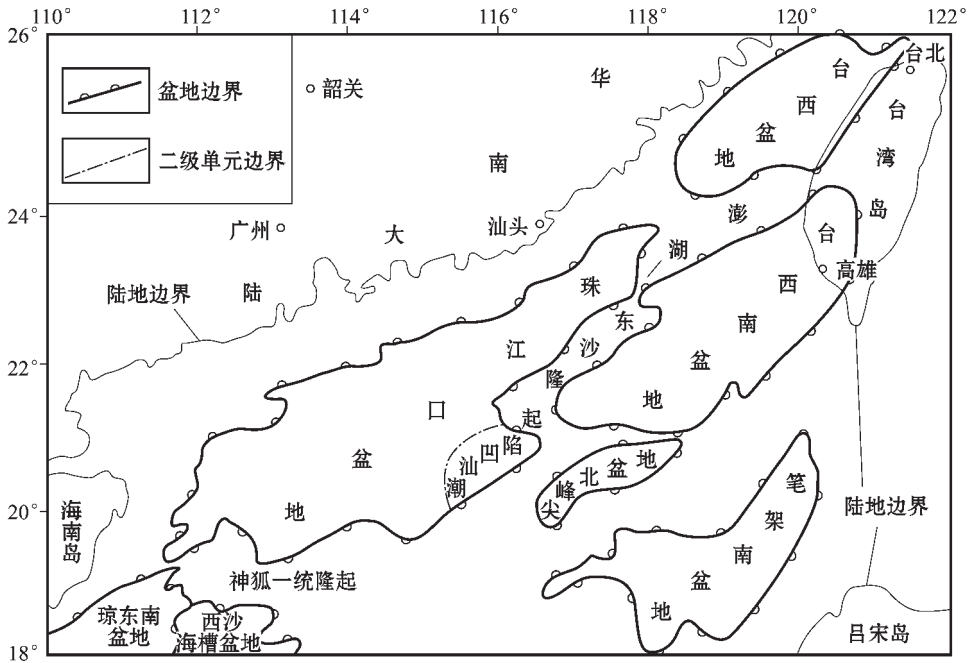 110° 112° 114° 116° 118° 120° 122°
26°
24°
22°
20°
18°
盆地边界
二级单元边界
韶关
广州
汕头
台北
高雄
华南大陆
陆地边界
台西盆地
台湾岛
澎湖
台西南盆地
珠江口盆地
东沙隆起
潮汕凹陷
尖峰北盆地
笔架南盆地
陆地边界
海南岛
神狐一统隆起
琼东南
盆地
西沙
海槽盆地
吕宋岛